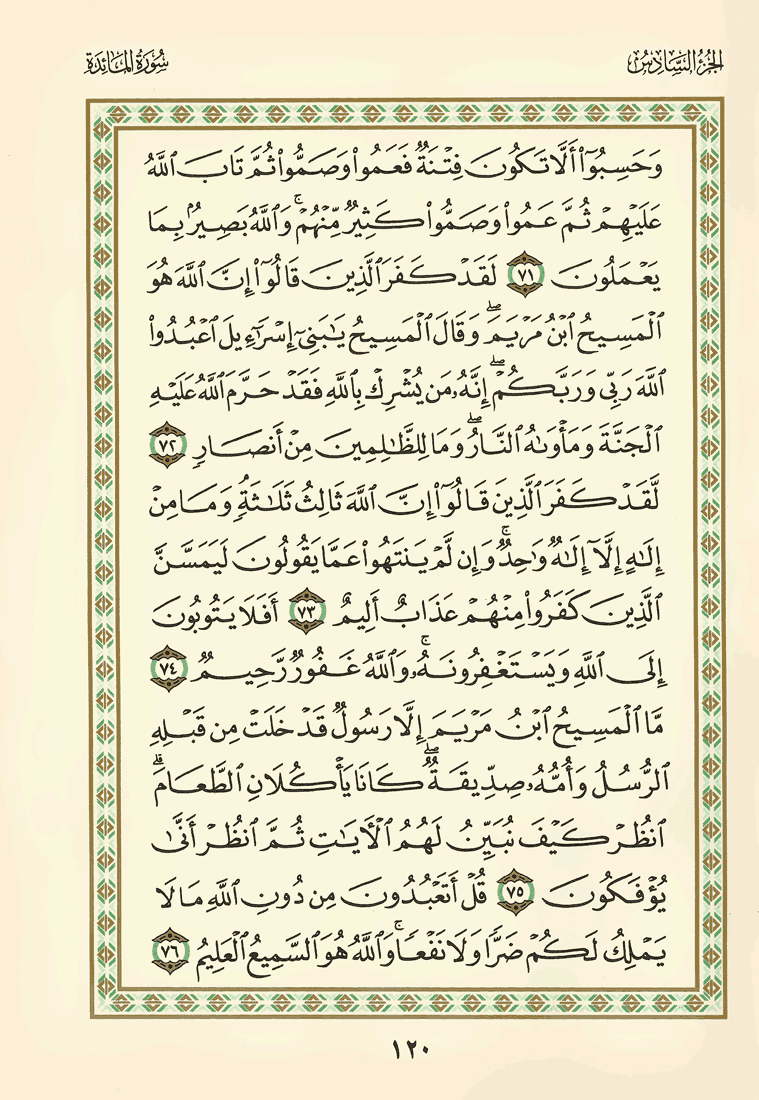 الجزء السادس
سورة المائدة
وَحَسِبُوٓا۟ أَلَّا تَكُونَ فِتْنَةٌ فَعَمُوا۟ وَصَمُّوا۟ ثُمَّ تَابَ ٱللَّهُ
عَلَيْهِمْ ثُمَّ عَمُوا۟ وَصَمُّوا۟ كَثِيرٌ مِّنْهُمْ ۚ وَٱللَّهُ بَصِيرٌۢ بِمَا
يَعْمَلُونَ ٧١ لَقَدْ كَفَرَ ٱلَّذِينَ قَالُوٓا۟ إِنَّ ٱللَّهَ هُوَ
ٱلْمَسِيحُ ٱبْنُ مَرْيَمَ ۖ وَقَالَ ٱلْمَسِيحُ يَٰبَنِىٓ إِسْرَٰٓءِيلَ ٱعْبُدُوا۟
ٱللَّهَ رَبِّى وَرَبَّكُمْ ۖ إِنَّهُۥ مَن يُشْرِكْ بِٱللَّهِ فَقَدْ حَرَّمَ ٱللَّهُ عَلَيْهِ
ٱلْجَنَّةَ وَمَأْوَىٰهُ ٱلنَّارُ ۖ وَمَا لِلظَّٰلِمِينَ مِنْ أَنصَارٍ ٧٢
لَّقَدْ كَفَرَ ٱلَّذِينَ قَالُوٓا۟ إِنَّ ٱللَّهَ ثَالِثُ ثَلَٰثَةٍ ۘ وَمَا مِنْ
إِلَٰهٍ إِلَّآ إِلَٰهٌ وَٰحِدٌ ۚ وَإِن لَّمْ يَنتَهُوا۟ عَمَّا يَقُولُونَ لَيَمَسَّنَّ
ٱلَّذِينَ كَفَرُوا۟ مِنْهُمْ عَذَابٌ أَلِيمٌ ٧٣ أَفَلَا يَتُوبُونَ
إِلَى ٱللَّهِ وَيَسْتَغْفِرُونَهُۥ ۚ وَٱللَّهُ غَفُورٌ رَّحِيمٌ ٧٤
مَّا ٱلْمَسِيحُ ٱبْنُ مَرْيَمَ إِلَّا رَسُولٌ قَدْ خَلَتْ مِن قَبْلِهِ
ٱلرُّسُلُ وَأُمُّهُۥ صِدِّيقَةٌ ۖ كَانَا يَأْكُلَانِ ٱلطَّعَامَ ۗ
ٱنظُرْ كَيْفَ نُبَيِّنُ لَهُمُ ٱلْـَٔايَٰتِ ثُمَّ ٱنظُرْ أَنَّىٰ
يُؤْفَكُونَ ٧٥ قُلْ أَتَعْبُدُونَ مِن دُونِ ٱللَّهِ مَا لَا
يَمْلِكُ لَكُمْ ضَرًّا وَلَا نَفْعًا ۚ وَٱللَّهُ هُوَ ٱلسَّمِيعُ ٱلْعَلِيمُ ٧٦
١٢٠